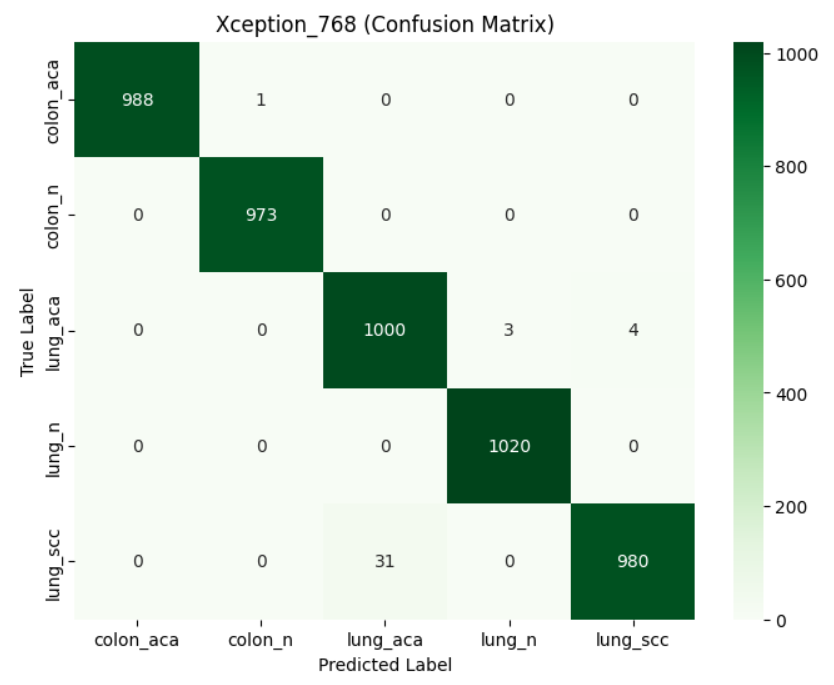 Xception_768 (Confusion Matrix)
True Label
colon_aca 988 1 0 0 0
colon_n 0 973 0 0 0
lung_aca 0 0 1000 3 4
lung_n 0 0 0 1020 0
lung_scc 0 0 31 0 980
colon_aca colon_n lung_aca lung_n lung_scc
Predicted Label
1000
800
600
400
200
0